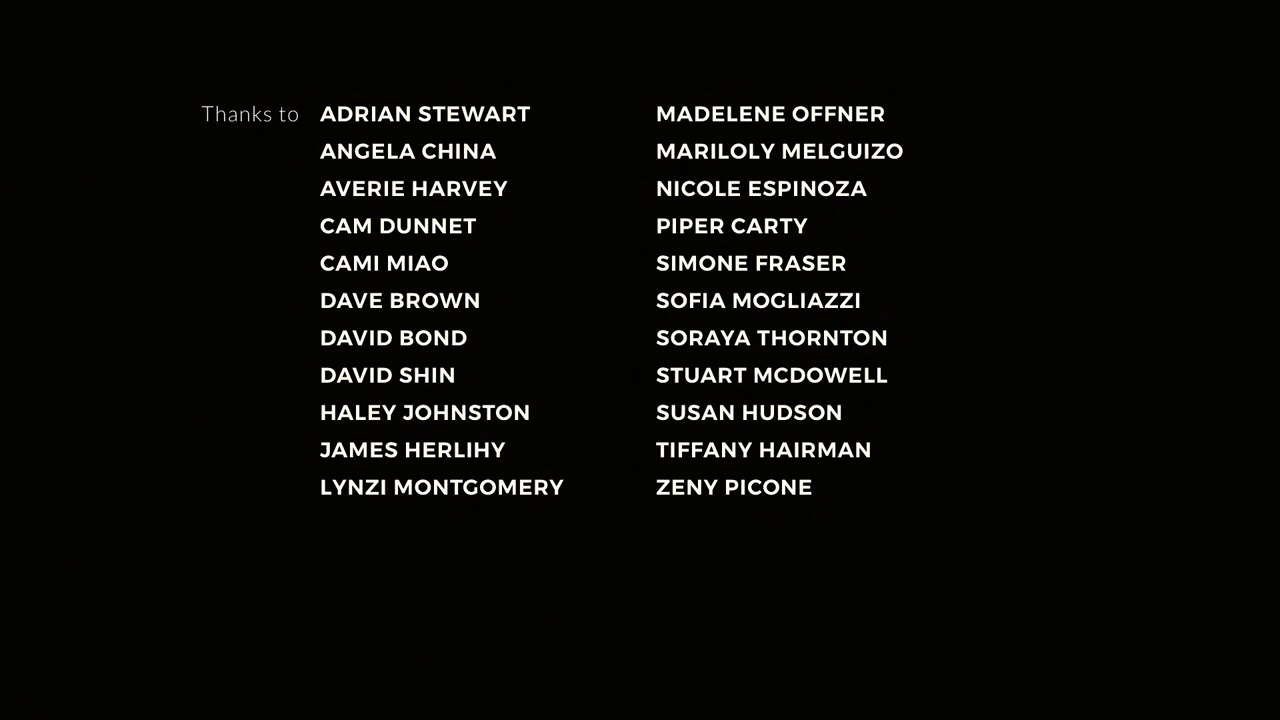 Thanks to ADRIAN STEWART MADELENE OFFNER
ANGELA CHINA MARILOLY MELGUIZO
AVERIE HARVEY NICOLE ESPINOZA
CAM DUNNET PIPER CARTY
CAMI MIAO SIMONE FRASER
DAVE BROWN SOFIA MOGLIAZZI
DAVID BOND SORAYA THORNTON
DAVID SHIN STUART MCDOWELL
HALEY JOHNSTON SUSAN HUDSON
JAMES HERLIHY TIFFANY HAIRMAN
LYNZI MONTGOMERY ZENY PICONE